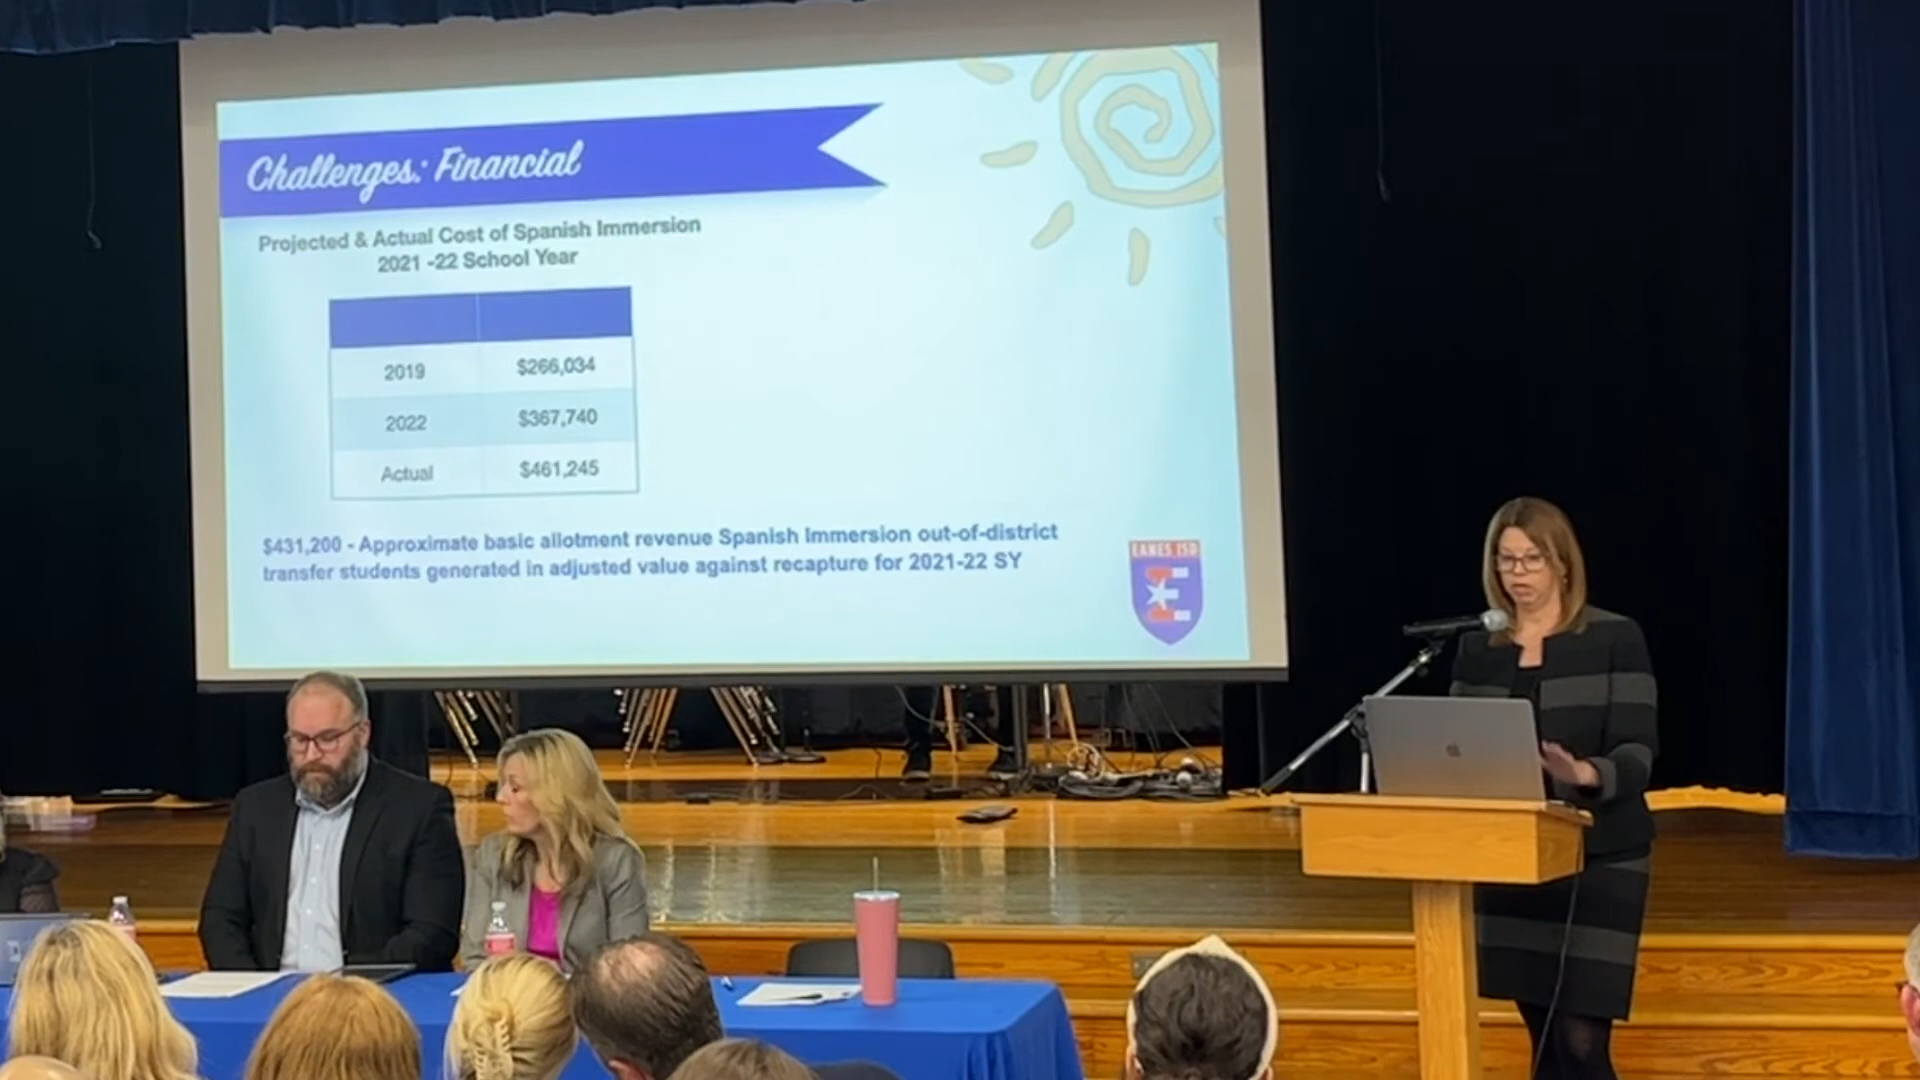 Challenges: Financial
Projected & Actual Cost of Spanish Immersion
2021 -22 School Year
2019 $266,034
2022 $367,740
Actual $461,245
$431,200 - Approximate basic allotment revenue Spanish Immersion out-of-district
transfer students generated in adjusted value against recapture for 2021-22 SY
EANES ISD
E